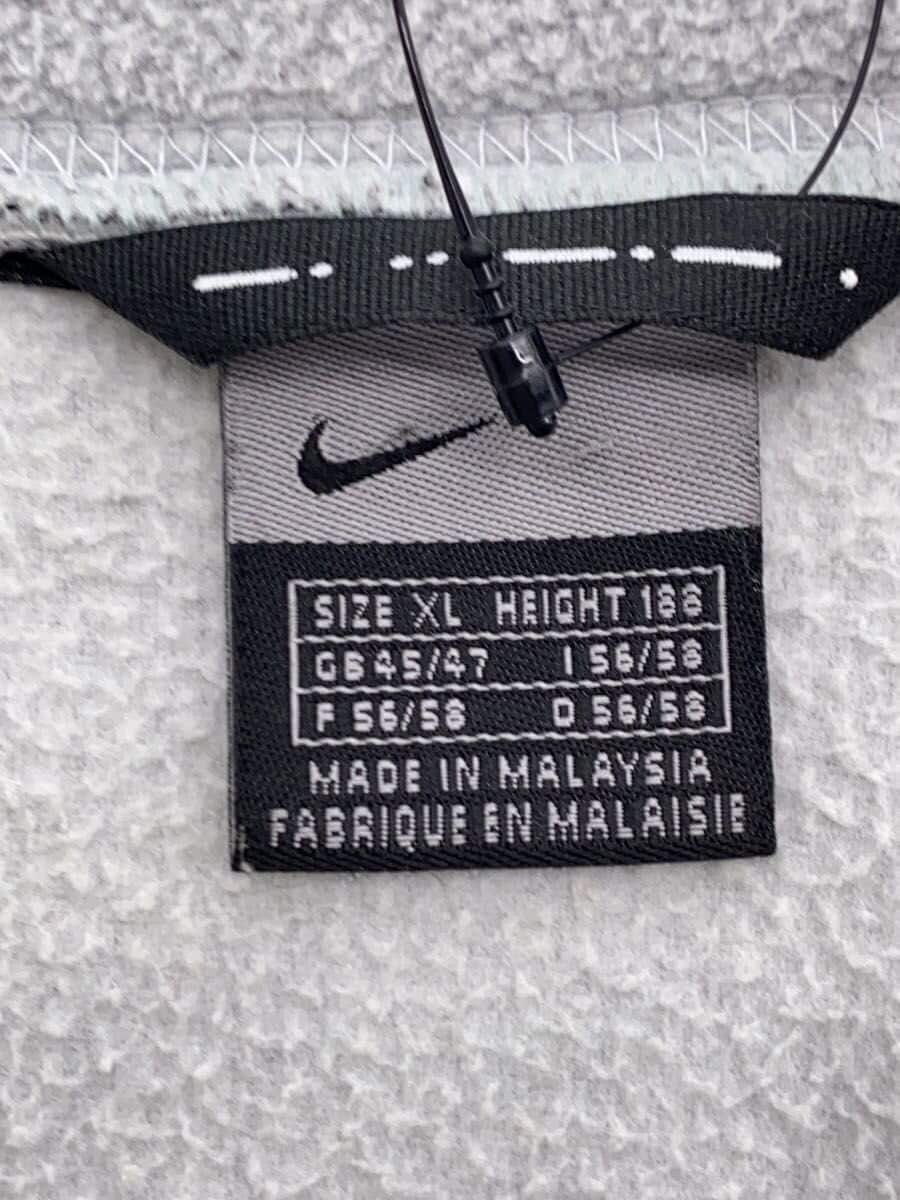 SIZE XL HEIGHT 188
GB 45/47 I 56/58
F 56/58 D 56/58
MADE IN MALAYSIA
FABRIQUE EN MALAISIE